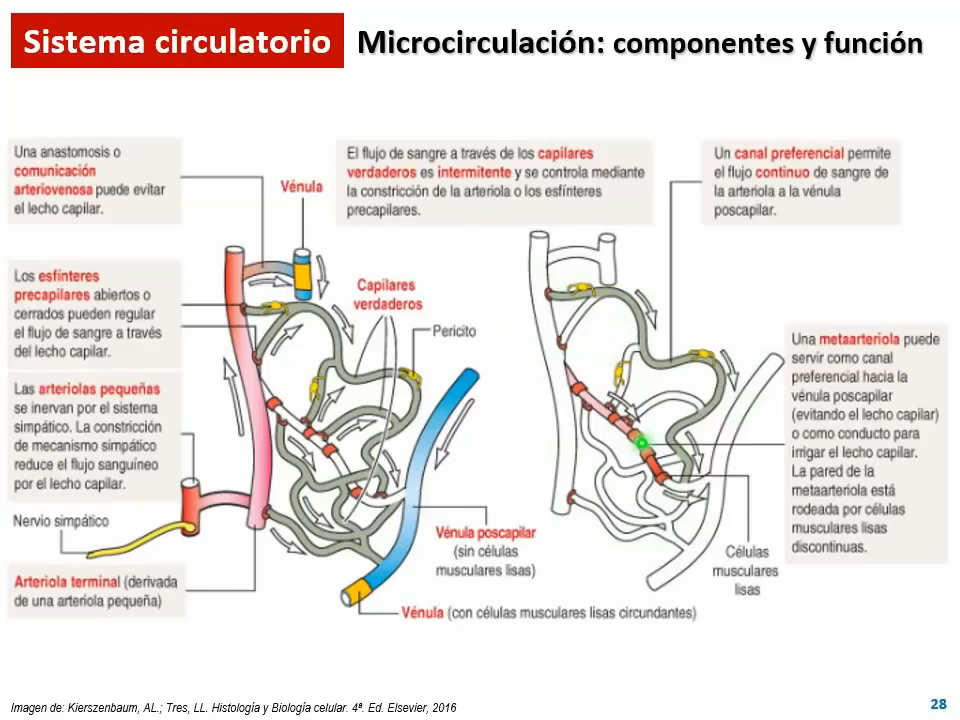 Sistema circulatorio
Microcirculación: componentes y función
Una anastomosis o
comunicación
arteriovenosa puede evitar
el lecho capilar.
Vénula
El flujo de sangre a través de los capilares
verdaderos es intermitente y se controla mediante
la constricción de la arteriola o los esfínteres
precapilares.
Un canal preferencial permite
el flujo continuo de sangre de
la arteriola a la vénula
poscapilar.
Los esfínteres
precapilares abiertos o
cerrados pueden regular
el flujo de sangre a través
del lecho capilar.
Capilares
verdaderos
Pericito
Las arteriolas pequeñas
se inervan por el sistema
simpático. La constricción
de mecanismo simpático
reduce el flujo sanguíneo
por el lecho capilar.
Una metaarteriola puede
servir como canal
preferencial hacia la
vénula poscapilar
(evitando el lecho capilar)
o como conducto para
irrigar el lecho capilar.
La pared de la
metaarteriola está
rodeada por células
musculares lisas
discontinuas.
Nervio simpático
Vénula poscapilar
(sin células
musculares lisas)
Células
musculares
lisas
Arteriola terminal (derivada
de una arteriola pequeña)
Vénula (con células musculares lisas circundantes)
Imagen de: Kierszenbaum, AL.; Tres, LL. Histología y Biología celular. 4ª. Ed. Elsevier, 2016
28